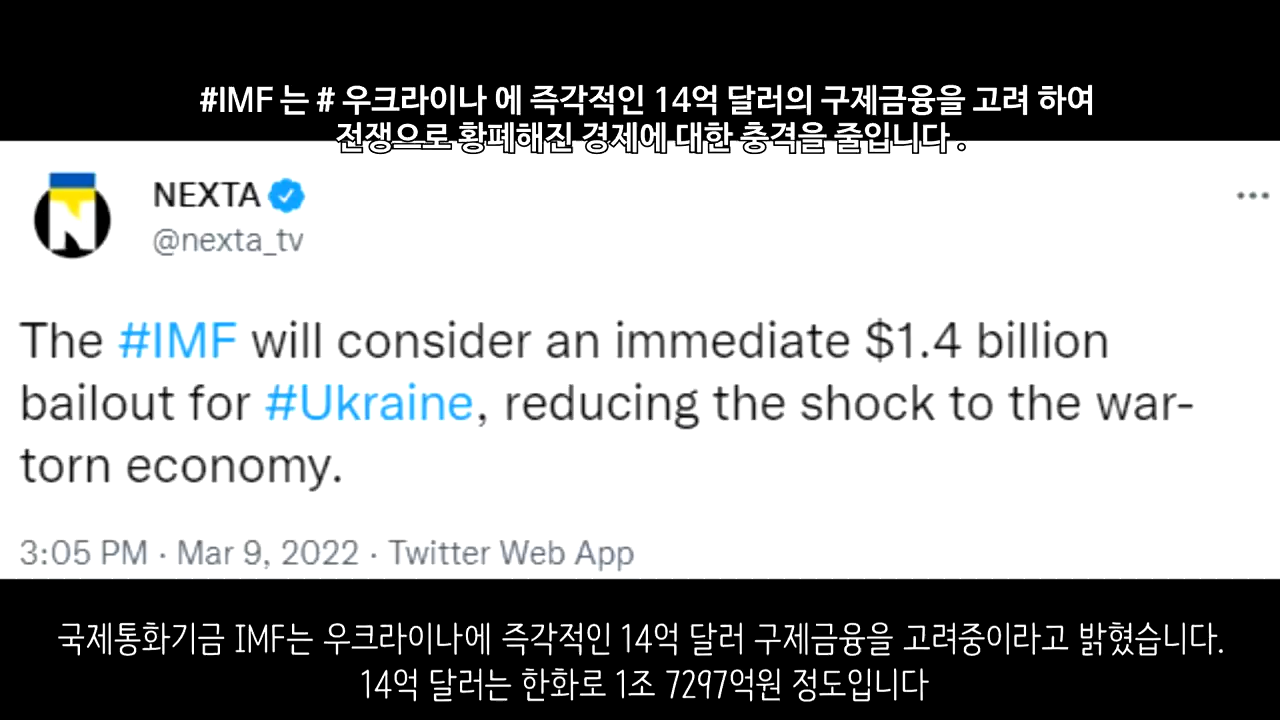 #IMF 는 # 우크라이나 에 즉각적인 14억 달러의 구제금융을 고려 하여
전쟁으로 황폐해진 경제에 대한 충격을 줄입니다 .
NEXTA
@nexta_tv
The #IMF will consider an immediate $1.4 billion
bailout for #Ukraine, reducing the shock to the war-
torn economy.
3:05 PM · Mar 9, 2022 · Twitter Web App
국제통화기금 IMF는 우크라이나에 즉각적인 14억 달러 구제금융을 고려중이라고 밝혔습니다.
14억 달러는 한화로 1조 7297억원 정도입니다